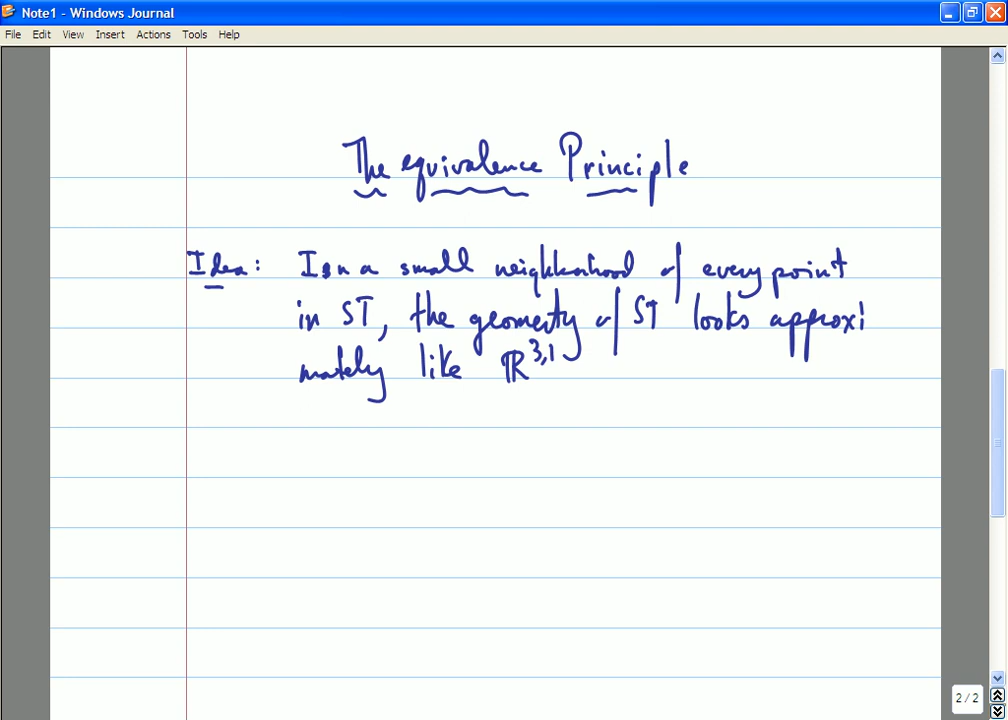 Note1 - Windows Journal
File Edit View Insert Actions Tools Help
The equivalence Principle
Idea: In a small neighborhood of every point
in ST, the geometry of ST looks approxi
mately like ℝ³,¹
2/2